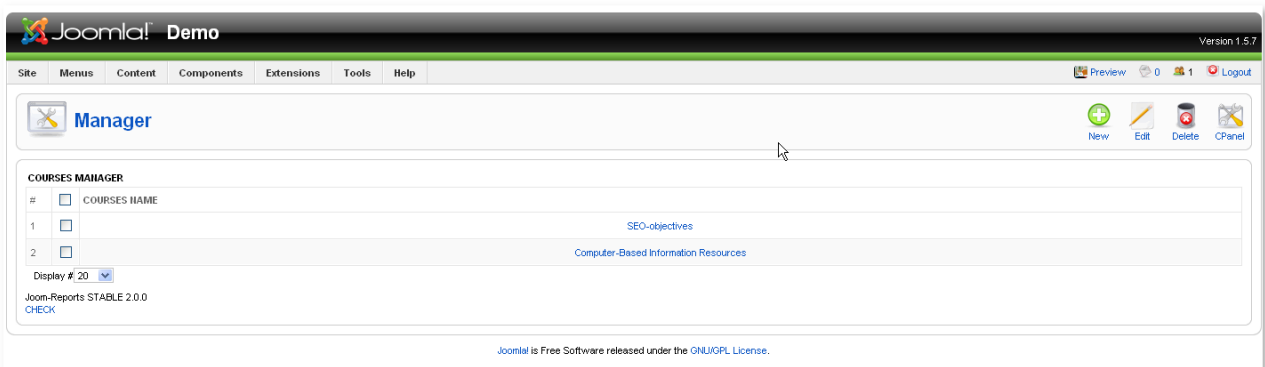 Joomla!™ Demo
Version 1.5.7
Site Menus Content Components Extensions Tools Help Preview 0 1 Logout
Manager New Edit Delete CPanel
COURSES MANAGER
# COURSES NAME
1 SEO-objectives
2 Computer-Based Information Resources
Display # 20
Joom-Reports STABLE 2.0.0
CHECK
Joomla! is Free Software released under the GNU/GPL License.